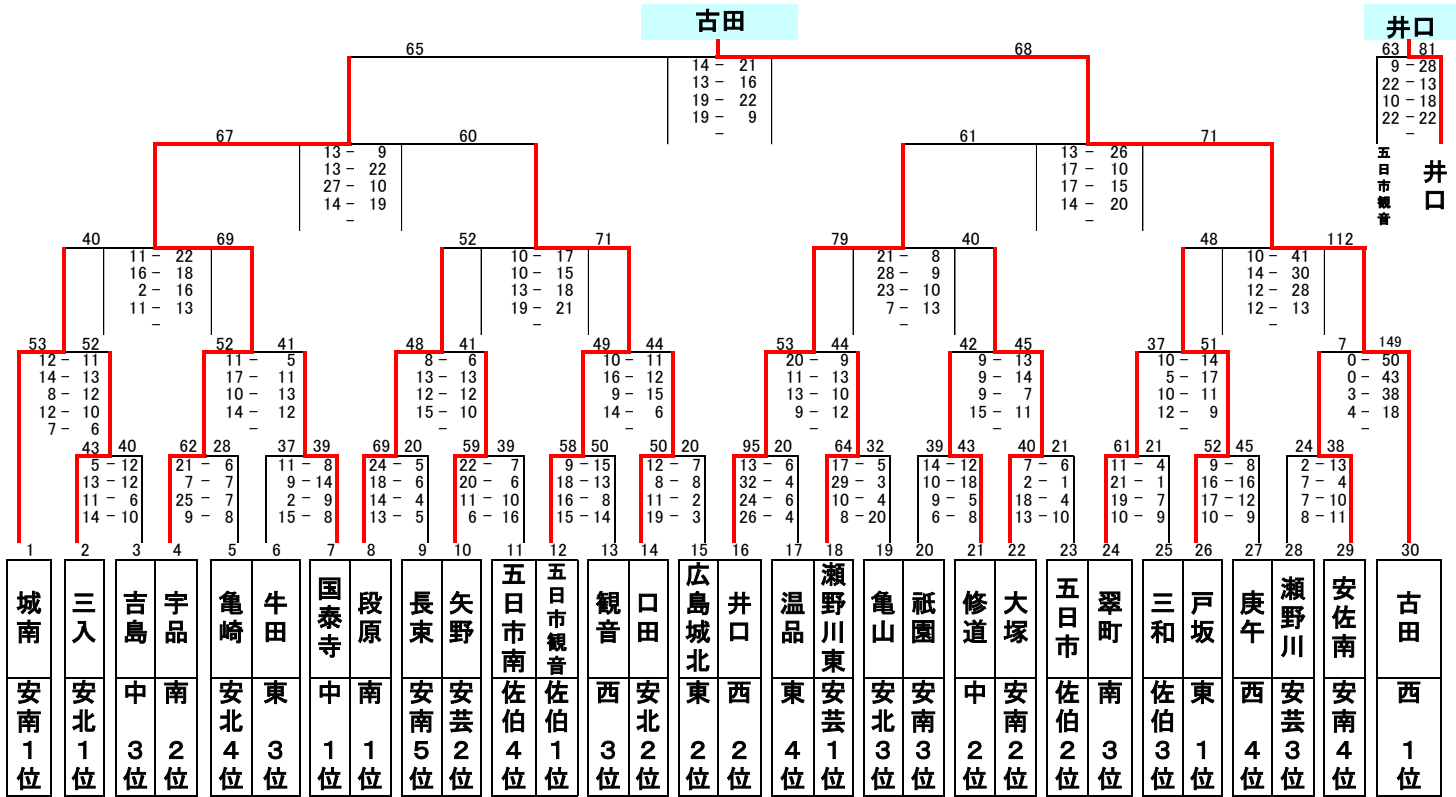 古田
井口
65
68
14 - 21
13 - 16
19 - 22
19 - 9
-
63 81
9 - 28
22 - 13
10 - 18
22 - 22
-
五日市観音
井口
67
60
13 - 9
13 - 22
27 - 10
14 - 19
-
61
71
13 - 26
17 - 10
17 - 15
14 - 20
-
40
69
11 - 22
16 - 18
2 - 16
11 - 13
-
52
71
10 - 17
10 - 15
13 - 18
19 - 21
-
79
40
21 - 8
28 - 9
23 - 10
7 - 13
-
48
112
10 - 41
14 - 30
12 - 28
12 - 13
-
53 52
12 - 11
14 - 13
8 - 12
12 - 10
7 - 6
52 41
11 - 5
17 - 11
10 - 13
14 - 12
-
48 41
8 - 6
13 - 13
12 - 12
15 - 10
-
49 44
10 - 11
16 - 12
9 - 15
14 - 6
-
53 44
20 - 9
11 - 13
13 - 10
9 - 12
-
42 45
9 - 13
9 - 14
9 - 7
15 - 11
-
37 51
10 - 14
5 - 17
10 - 11
12 - 9
-
7 149
0 - 50
0 - 43
3 - 38
4 - 18
-
43 40
5 - 12
13 - 12
11 - 6
14 - 10
62 28
21 - 6
7 - 7
25 - 7
9 - 8
37 39
11 - 8
9 - 14
2 - 9
15 - 8
69 20
24 - 5
18 - 6
14 - 4
13 - 5
59 39
22 - 7
20 - 6
11 - 10
6 - 16
58 50
9 - 15
18 - 13
16 - 8
15 - 14
50 20
12 - 7
8 - 8
11 - 2
19 - 3
95 20
13 - 6
32 - 4
24 - 6
26 - 4
64 32
17 - 5
29 - 3
10 - 4
8 - 20
39 43
14 - 12
10 - 18
9 - 5
6 - 8
40 21
7 - 6
2 - 1
18 - 4
13 - 10
61 21
11 - 4
21 - 1
19 - 7
10 - 9
52 45
9 - 8
16 - 16
17 - 12
10 - 9
24 38
2 - 13
7 - 4
7 - 10
8 - 11
1 2 3 4 5 6 7 8 9 10 11 12 13 14 15 16 17 18 19 20 21 22 23 24 25 26 27 28 29 30
城南
三入
吉島
宇品
亀崎
牛田
国泰寺
段原
長束
矢野
五日市南
五日市観音
観音
口田
広島城北
井口
温品
瀬野川東
亀山
祇園
修道
大塚
五日市
翠町
三和
戸坂
庚午
瀬野川
安佐南
古田
安南1位
安北1位
中 3位
南 2位
安北4位
東 3位
中 1位
南 1位
安南5位
安芸2位
佐伯4位
佐伯1位
西 3位
安北2位
東 2位
西 2位
東 4位
安芸1位
安北3位
安南3位
中 2位
安南2位
佐伯2位
南 3位
佐伯3位
東 1位
西 4位
安芸3位
安南4位
西 1位